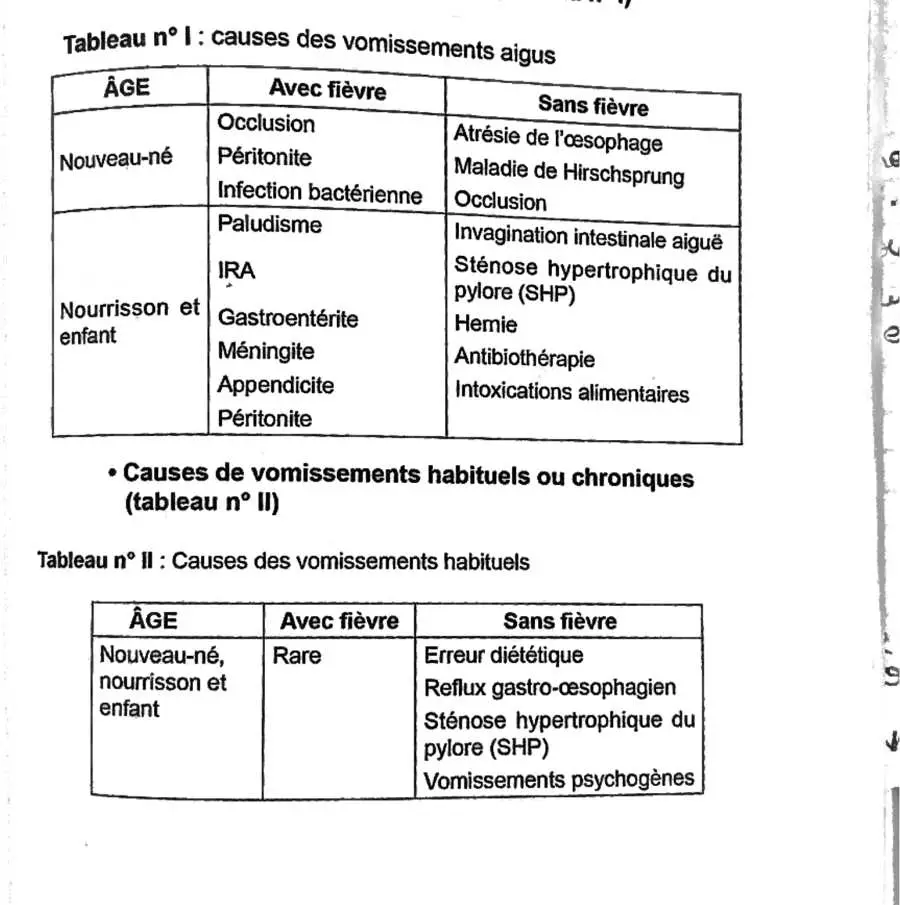 Tableau n° I : causes des vomissements aigus
ÂGE
Avec fièvre
Sans fièvre
Nouveau-né
Occlusion
Péritonite
Infection bactérienne
Atrésie de l'œsophage
Maladie de Hirschsprung
Occlusion
Nourrisson et
enfant
Paludisme
IRA
Gastroentérite
Méningite
Appendicite
Péritonite
Invagination intestinale aiguë
Sténose hypertrophique du
pylore (SHP)
Hernie
Antibiothérapie
Intoxications alimentaires
• Causes de vomissements habituels ou chroniques
(tableau n° II)
Tableau n° II : Causes des vomissements habituels
ÂGE
Avec fièvre
Sans fièvre
Nouveau-né,
nourrisson et
enfant
Rare
Erreur diététique
Reflux gastro-œsophagien
Sténose hypertrophique du
pylore (SHP)
Vomissements psychogènes